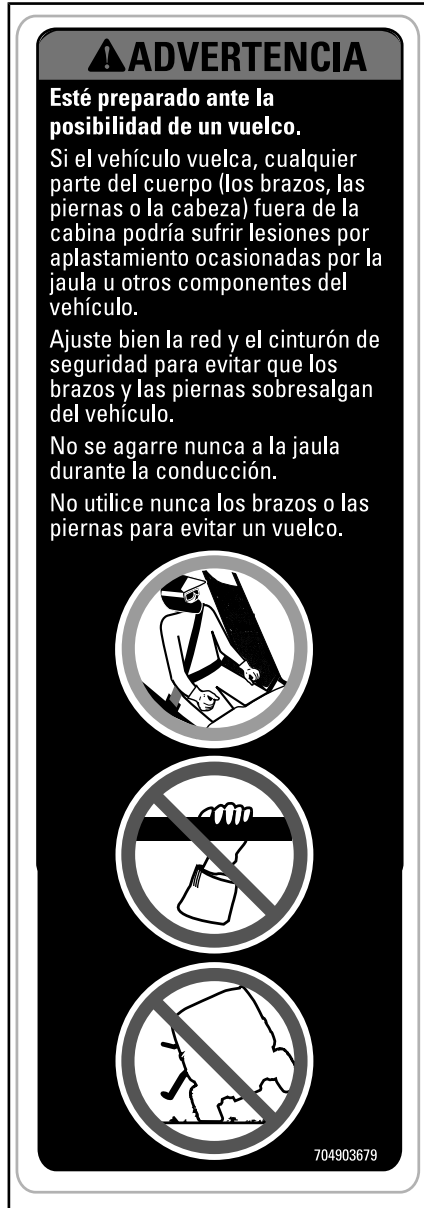 ADVERTENCIA
Esté preparado ante la
posibilidad de un vuelco.
Si el vehículo vuelca, cualquier
parte del cuerpo (los brazos, las
piernas o la cabeza) fuera de la
cabina podría sufrir lesiones por
aplastamiento ocasionadas por la
jaula u otros componentes del
vehículo.
Ajuste bien la red y el cinturón de
seguridad para evitar que los
brazos y las piernas sobresalgan
del vehículo.
No se agarre nunca a la jaula
durante la conducción.
No utilice nunca los brazos o las
piernas para evitar un vuelco.
704903679